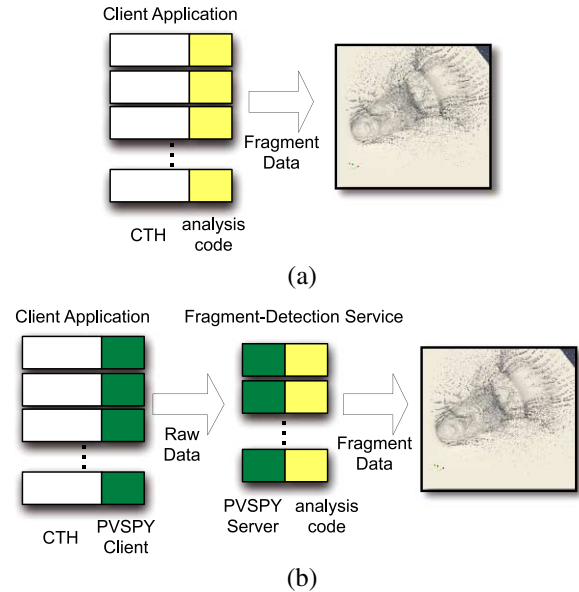 Client Application
Fragment
Data
CTH
analysis
code
(a)
Client Application
Fragment-Detection Service
Raw
Data
Fragment
Data
CTH
PVSPY
Client
PVSPY
Server
analysis
code
(b)